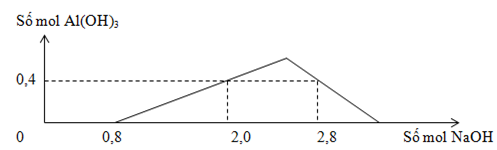 Số mol Al(OH)3
0,4
0 0,8 2,0 2,8 Số mol NaOH